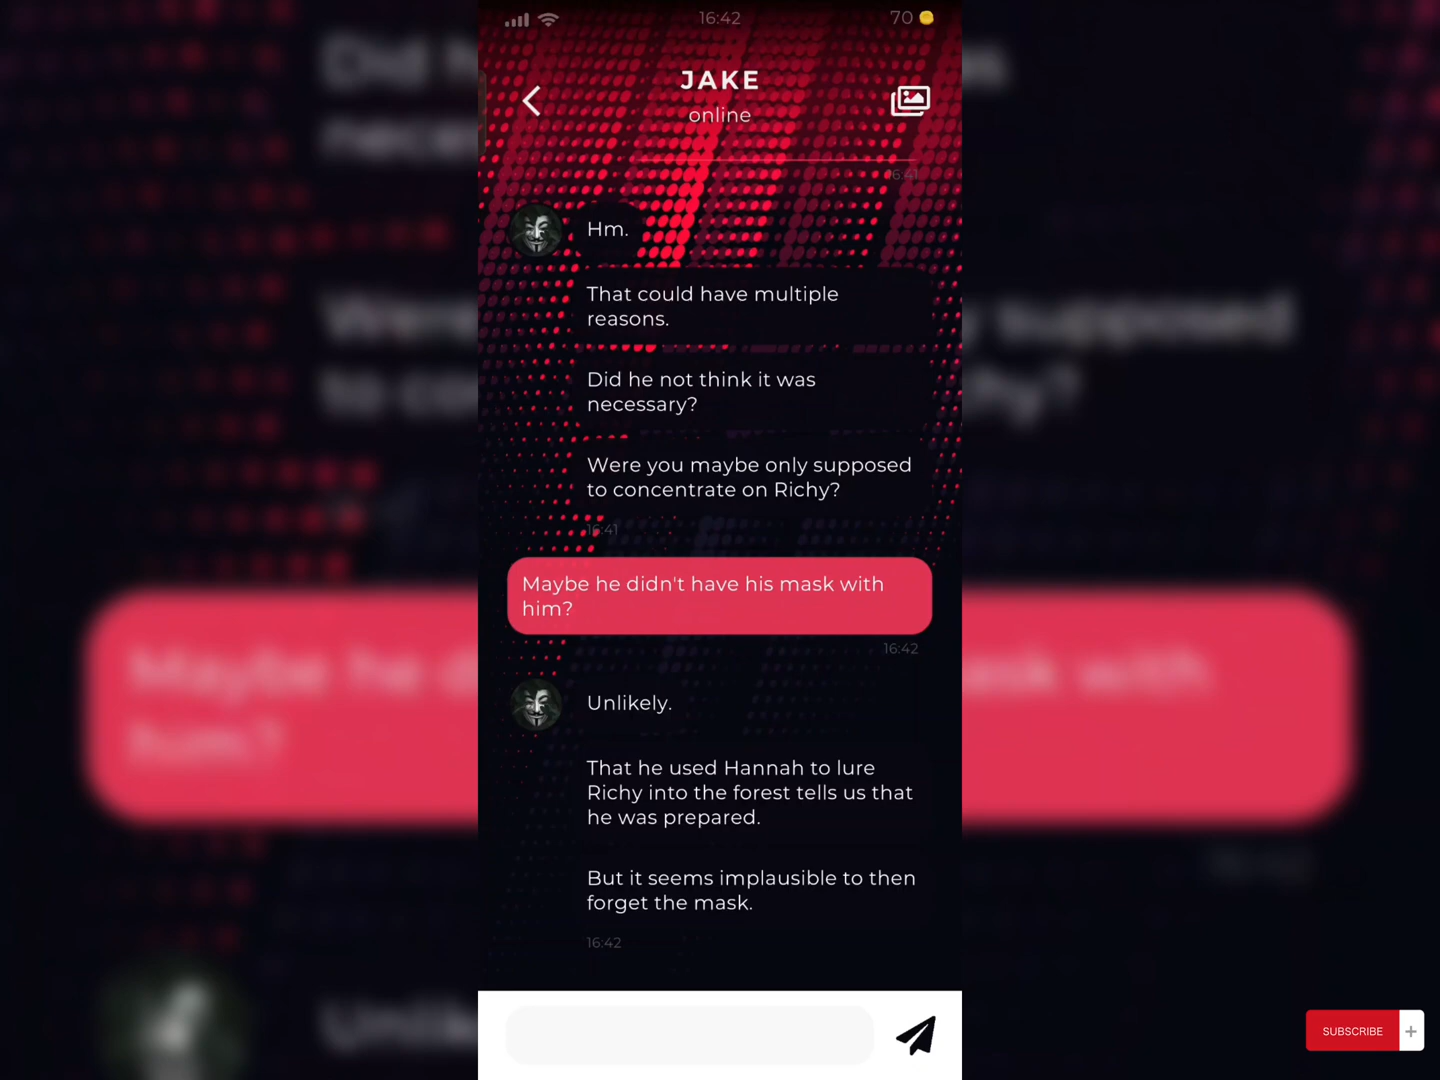 16:42
70
JAKE
online
16:41
Hm.
That could have multiple
reasons.
Did he not think it was
necessary?
Were you maybe only supposed
to concentrate on Richy?
16:41
Maybe he didn't have his mask with
him?
16:42
Unlikely.
That he used Hannah to lure
Richy into the forest tells us that
he was prepared.
But it seems implausible to then
forget the mask.
16:42
SUBSCRIBE